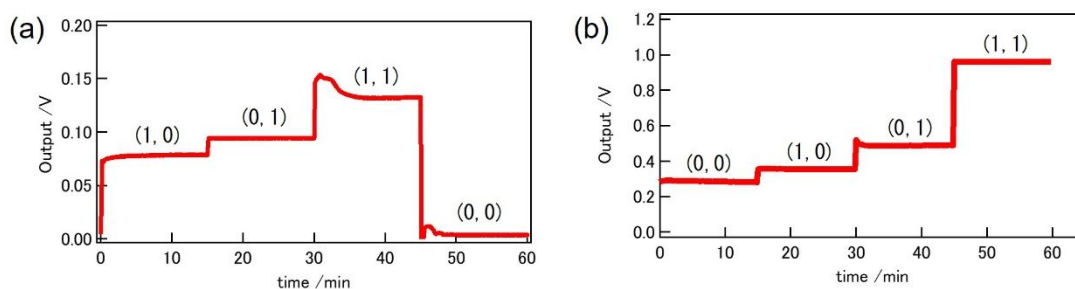 (a)
Output /V
0.20
0.15
0.10
0.05
0.00
(1, 0)
(0, 1)
(1, 1)
(0, 0)
0 10 20 30 40 50 60
time /min
(b)
Output /V
1.2
1.0
0.8
0.6
0.4
0.2
0.0
(0, 0)
(1, 0)
(0, 1)
(1, 1)
0 10 20 30 40 50 60
time /min